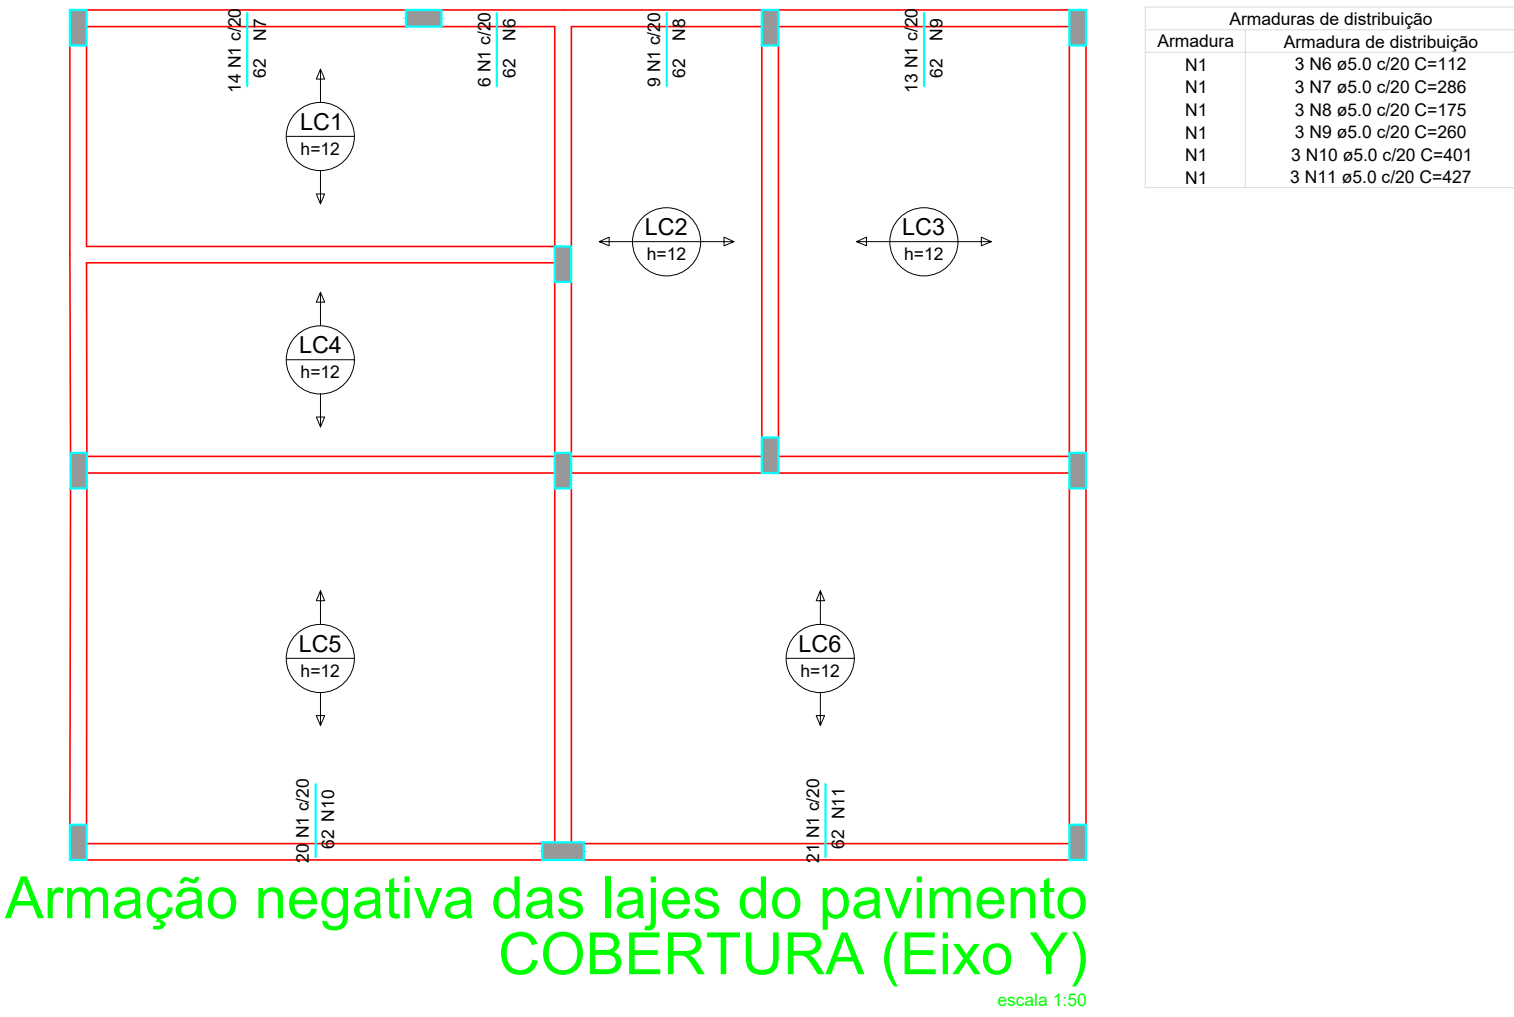 14 N1 c/20
62 N7
6 N1 c/20
62 N6
9 N1 c/20
62 N8
13 N1 c/20
62 N9
LC1
h=12
LC2
h=12
LC3
h=12
LC4
h=12
LC5
h=12
LC6
h=12
20 N1 c/20
62 N10
21 N1 c/20
62 N11
Armaduras de distribuição
Armadura Armadura de distribuição
N1 3 N6 ø5.0 c/20 C=112
N1 3 N7 ø5.0 c/20 C=286
N1 3 N8 ø5.0 c/20 C=175
N1 3 N9 ø5.0 c/20 C=260
N1 3 N10 ø5.0 c/20 C=401
N1 3 N11 ø5.0 c/20 C=427
Armação negativa das lajes do pavimento
COBERTURA (Eixo Y)
escala 1:50